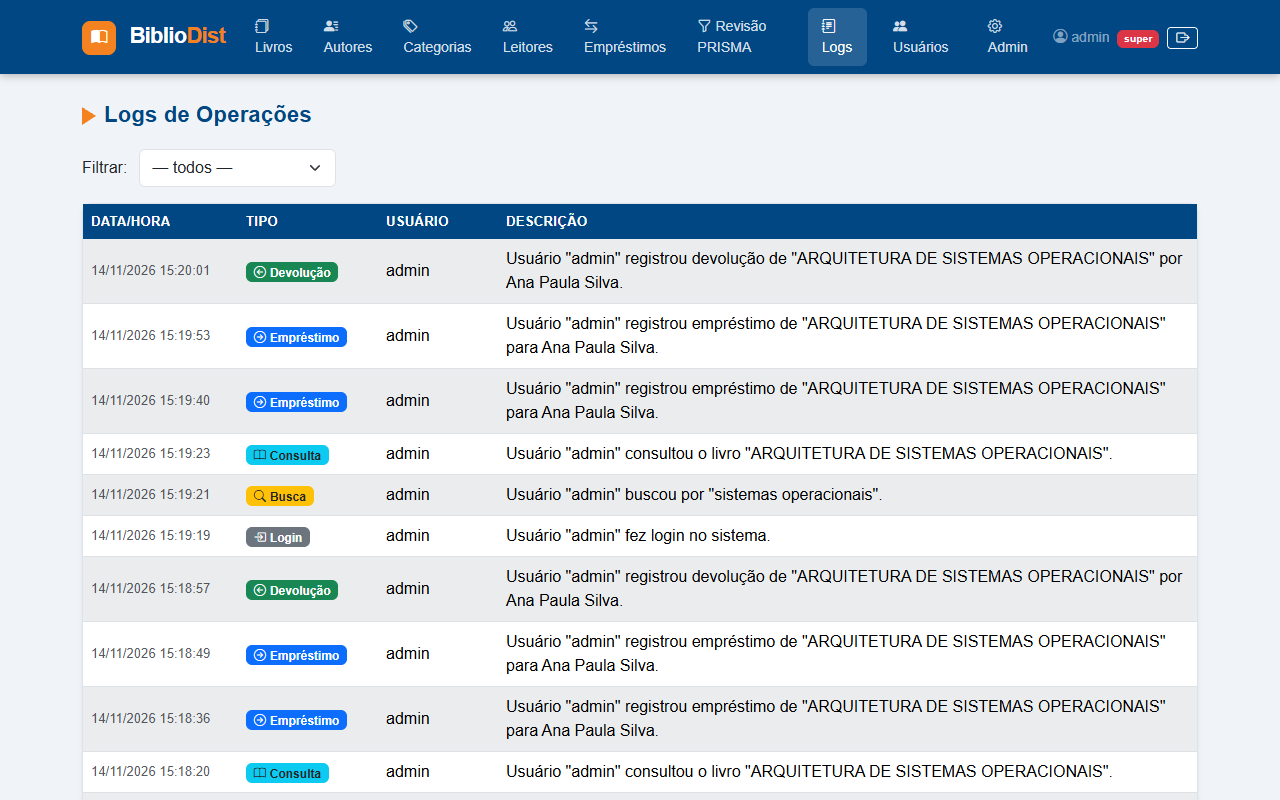 BiblioDist
Livros
Autores
Categorias
Leitores
Empréstimos
Revisão
PRISMA
Logs
Usuários
Admin
admin super
Logs de Operações
Filtrar: — todos —
DATA/HORA TIPO USUÁRIO DESCRIÇÃO
14/11/2026 15:20:01 Devolução admin Usuário "admin" registrou devolução de "ARQUITETURA DE SISTEMAS OPERACIONAIS" por
Ana Paula Silva.
14/11/2026 15:19:53 Empréstimo admin Usuário "admin" registrou empréstimo de "ARQUITETURA DE SISTEMAS OPERACIONAIS"
para Ana Paula Silva.
14/11/2026 15:19:40 Empréstimo admin Usuário "admin" registrou empréstimo de "ARQUITETURA DE SISTEMAS OPERACIONAIS"
para Ana Paula Silva.
14/11/2026 15:19:23 Consulta admin Usuário "admin" consultou o livro "ARQUITETURA DE SISTEMAS OPERACIONAIS".
14/11/2026 15:19:21 Busca admin Usuário "admin" buscou por "sistemas operacionais".
14/11/2026 15:19:19 Login admin Usuário "admin" fez login no sistema.
14/11/2026 15:18:57 Devolução admin Usuário "admin" registrou devolução de "ARQUITETURA DE SISTEMAS OPERACIONAIS" por
Ana Paula Silva.
14/11/2026 15:18:49 Empréstimo admin Usuário "admin" registrou empréstimo de "ARQUITETURA DE SISTEMAS OPERACIONAIS"
para Ana Paula Silva.
14/11/2026 15:18:36 Empréstimo admin Usuário "admin" registrou empréstimo de "ARQUITETURA DE SISTEMAS OPERACIONAIS"
para Ana Paula Silva.
14/11/2026 15:18:20 Consulta admin Usuário "admin" consultou o livro "ARQUITETURA DE SISTEMAS OPERACIONAIS".